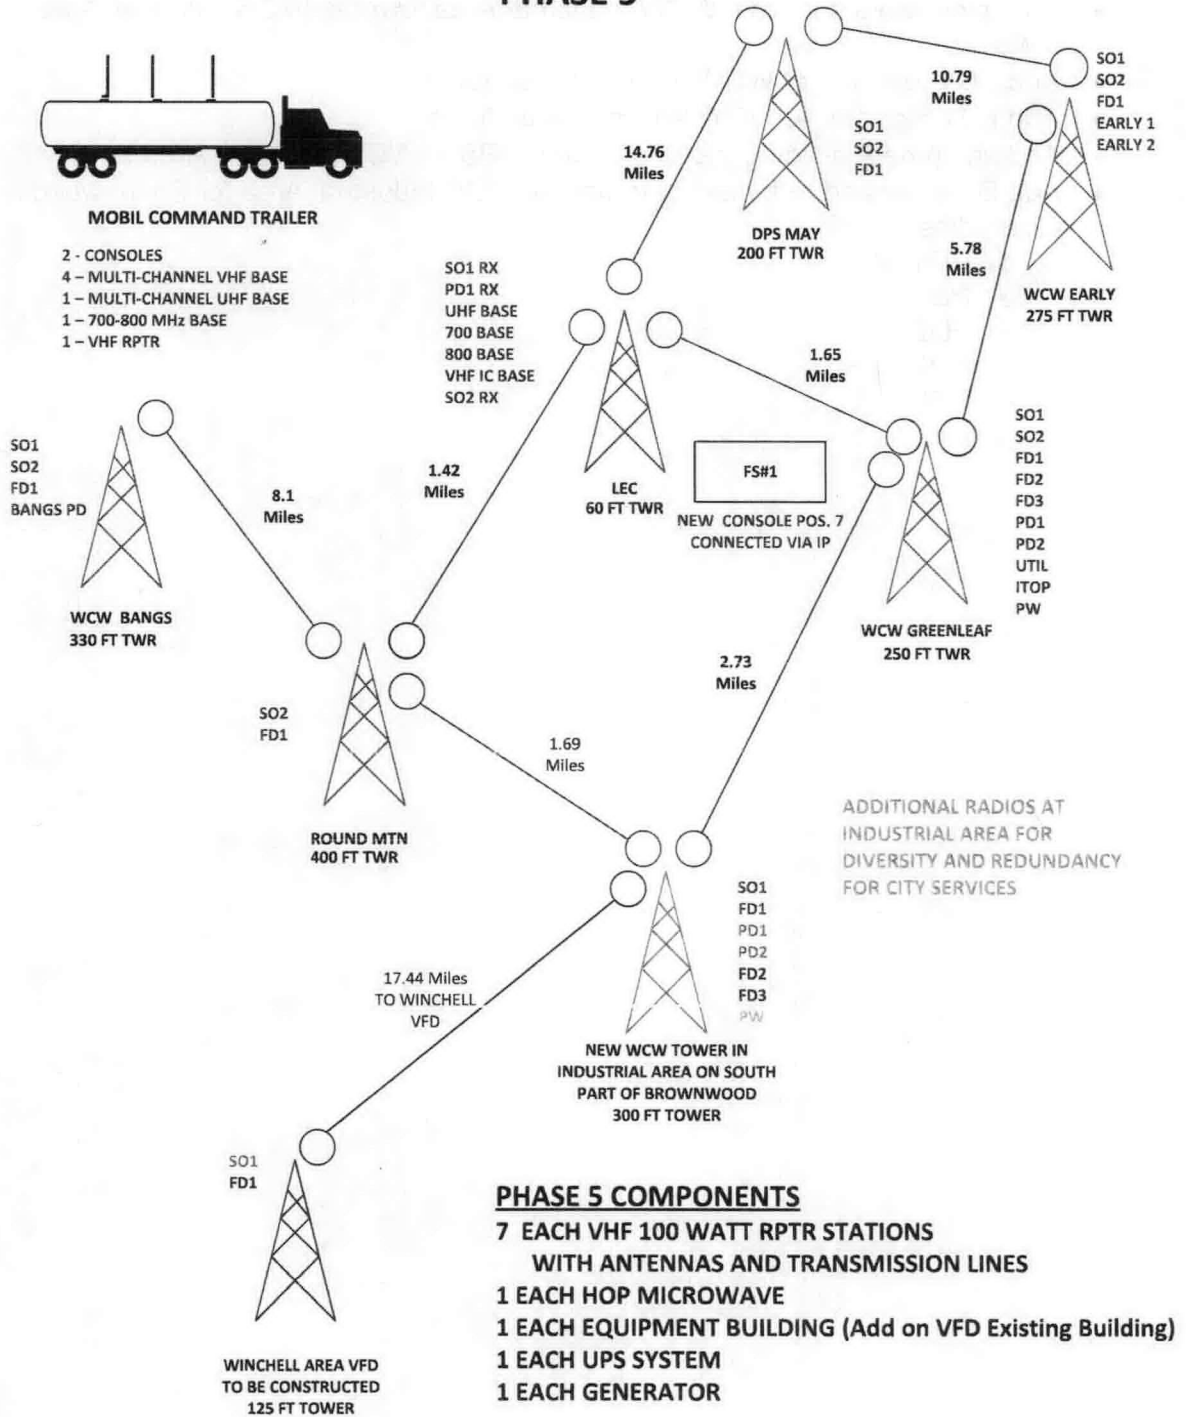 MOBIL COMMAND TRAILER
2 - CONSOLES
4 – MULTI-CHANNEL VHF BASE
1 – MULTI-CHANNEL UHF BASE
1 – 700-800 MHz BASE
1 – VHF RPTR
14.76
Miles
10.79
Miles
SO1
SO2
FD1
DPS MAY
200 FT TWR
SO1
SO2
FD1
EARLY 1
EARLY 2
5.78
Miles
WCW EARLY
275 FT TWR
SO1 RX
PD1 RX
UHF BASE
700 BASE
800 BASE
VHF IC BASE
SO2 RX
1.65
Miles
LEC
60 FT TWR
FS#1
NEW CONSOLE POS. 7
CONNECTED VIA IP
SO1
SO2
FD1
FD2
FD3
PD1
PD2
UTIL
ITOP
PW
WCW GREENLEAF
250 FT TWR
SO1
SO2
FD1
BANGS PD
8.1
Miles
1.42
Miles
WCW BANGS
330 FT TWR
2.73
Miles
SO2
FD1
1.69
Miles
ROUND MTN
400 FT TWR
ADDITIONAL RADIOS AT
INDUSTRIAL AREA FOR
DIVERSITY AND REDUNDANCY
FOR CITY SERVICES
SO1
FD1
PD1
PD2
FD2
FD3
PW
17.44 Miles
TO WINCHELL
VFD
NEW WCW TOWER IN
INDUSTRIAL AREA ON SOUTH
PART OF BROWNWOOD
300 FT TOWER
SO1
FD1
WINCHELL AREA VFD
TO BE CONSTRUCTED
125 FT TOWER
PHASE 5 COMPONENTS
7 EACH VHF 100 WATT RPTR STATIONS
WITH ANTENNAS AND TRANSMISSION LINES
1 EACH HOP MICROWAVE
1 EACH EQUIPMENT BUILDING (Add on VFD Existing Building)
1 EACH UPS SYSTEM
1 EACH GENERATOR